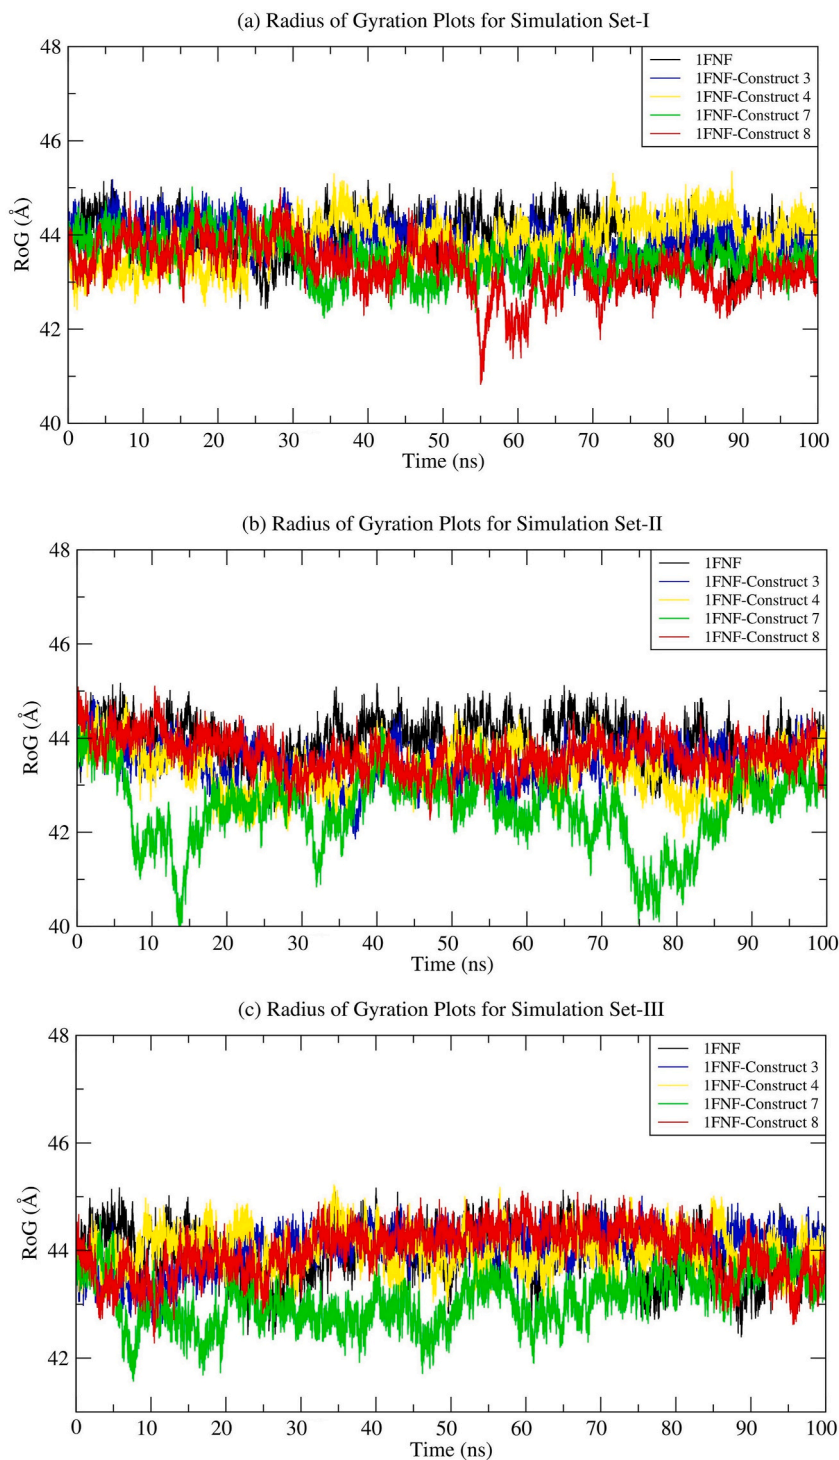 (a) Radius of Gyration Plots for Simulation Set-I
48
46
44
42
40
RoG (Å)
1FNF
1FNF-Construct 3
1FNF-Construct 4
1FNF-Construct 7
1FNF-Construct 8
0 10 20 30 40 50 60 70 80 90 100
Time (ns)
(b) Radius of Gyration Plots for Simulation Set-II
48
46
44
42
40
RoG (Å)
1FNF
1FNF-Construct 3
1FNF-Construct 4
1FNF-Construct 7
1FNF-Construct 8
0 10 20 30 40 50 60 70 80 90 100
Time (ns)
(c) Radius of Gyration Plots for Simulation Set-III
48
46
44
42
RoG (Å)
1FNF
1FNF-Construct 3
1FNF-Construct 4
1FNF-Construct 7
1FNF-Construct 8
0 10 20 30 40 50 60 70 80 90 100
Time (ns)